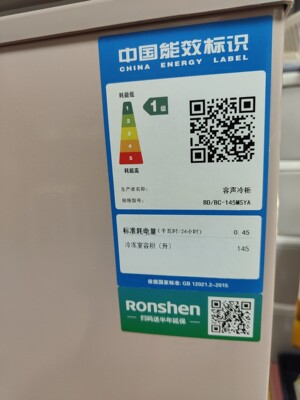 中国能效标识
CHINA ENERGY LABEL
耗能低
1
2
3
4
5
耗能高
1级
生产者名称: 容声冷柜
规格型号: BD/BC-145MSYA
标准耗电量(千瓦时/24小时) 0.45
冷冻室容积(升) 145
依据国家标准: GB 12021.2-2015
Ronshen
扫码送半年延保